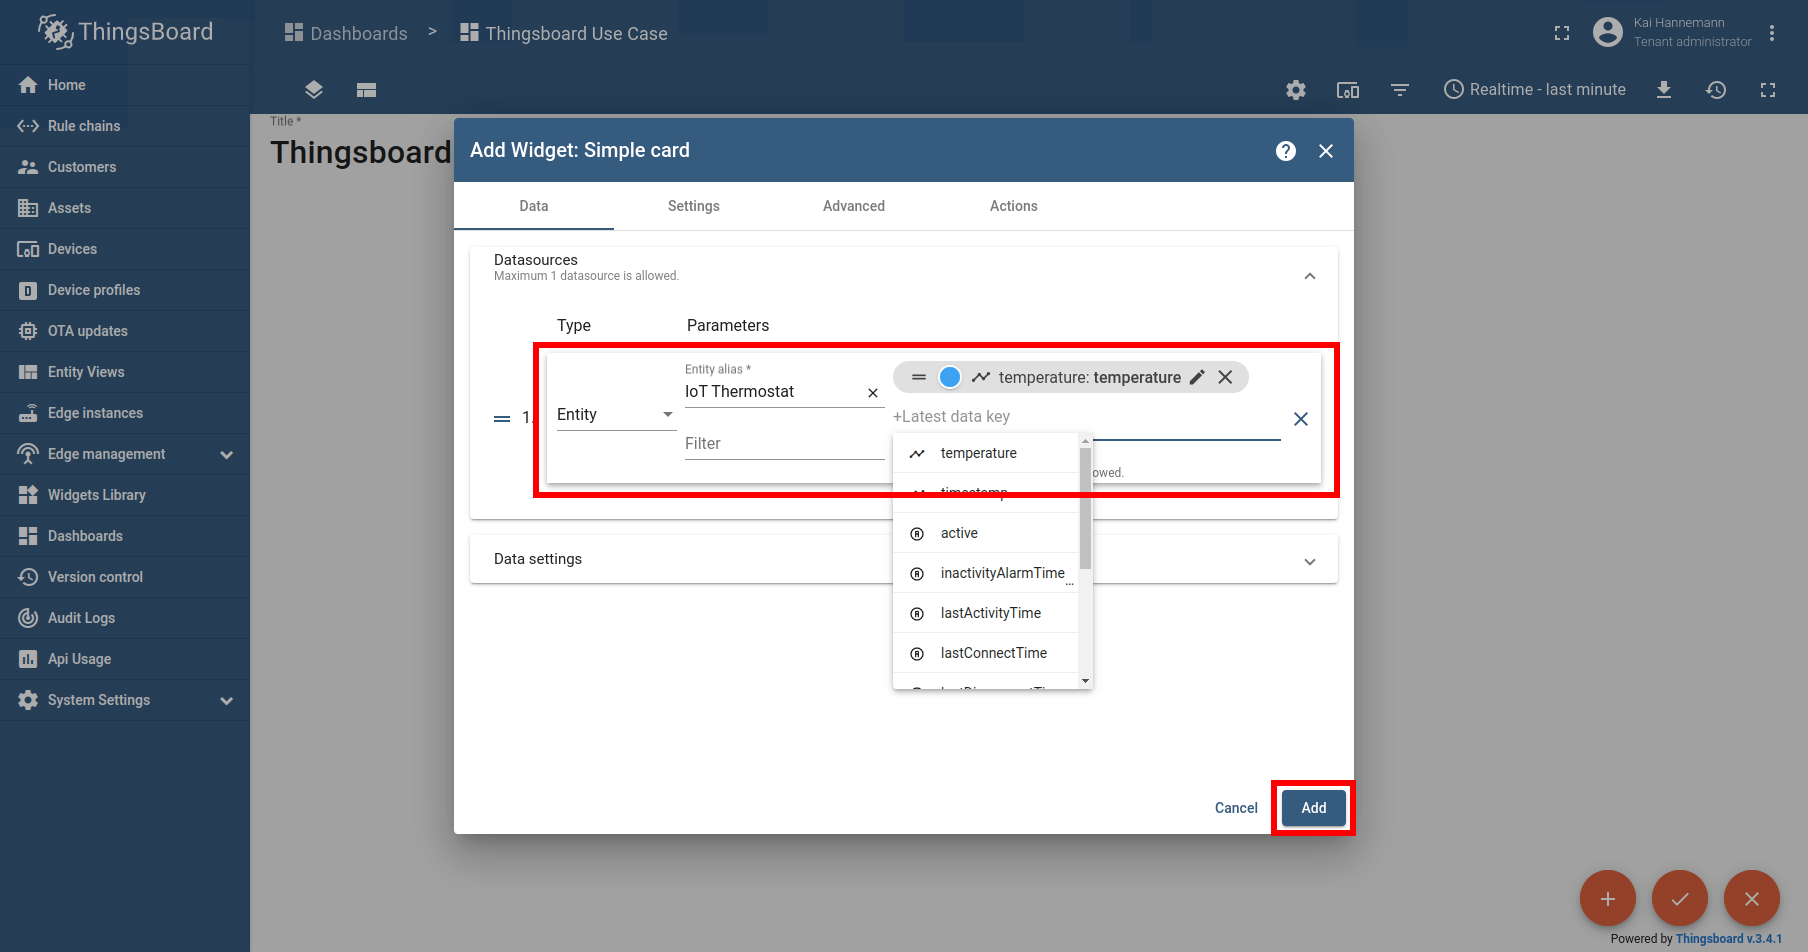 ThingsBoard
Dashboards > Thingsboard Use Case
Kai Hannemann
Tenant administrator
Realtime - last minute
Home
Rule chains
Customers
Assets
Devices
Device profiles
OTA updates
Entity Views
Edge instances
Edge management
Widgets Library
Dashboards
Version control
Audit Logs
Api Usage
System Settings
Title *
Thingsboard
Add Widget: Simple card
Data Settings Advanced Actions
Datasources
Maximum 1 datasource is allowed.
Type Parameters
1.
Entity
Entity alias *
IoT Thermostat
Filter
temperature: temperature
+Latest data key
owed.
temperature
timestamp
active
inactivityAlarmTime...
lastActivityTime
lastConnectTime
Data settings
Cancel Add
Powered by Thingsboard v.3.4.1